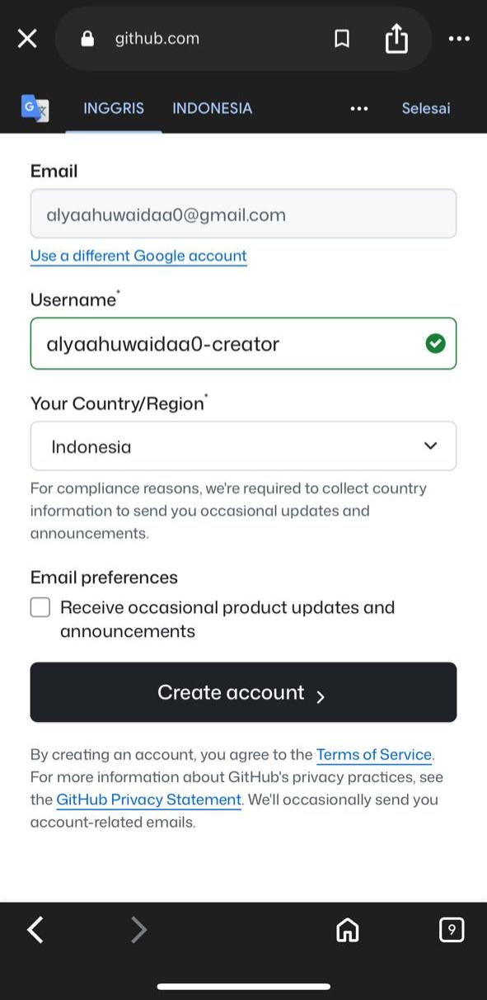 github.com
INGGRIS INDONESIA Selesai
Email
alyaahuwaidaa0@gmail.com
Use a different Google account
Username*
alyaahuwaidaa0-creator
Your Country/Region*
Indonesia
For compliance reasons, we're required to collect country
information to send you occasional updates and
announcements.
Email preferences
Receive occasional product updates and
announcements
Create account
By creating an account, you agree to the Terms of Service.
For more information about GitHub's privacy practices, see
the GitHub Privacy Statement. We'll occasionally send you
account-related emails.
9